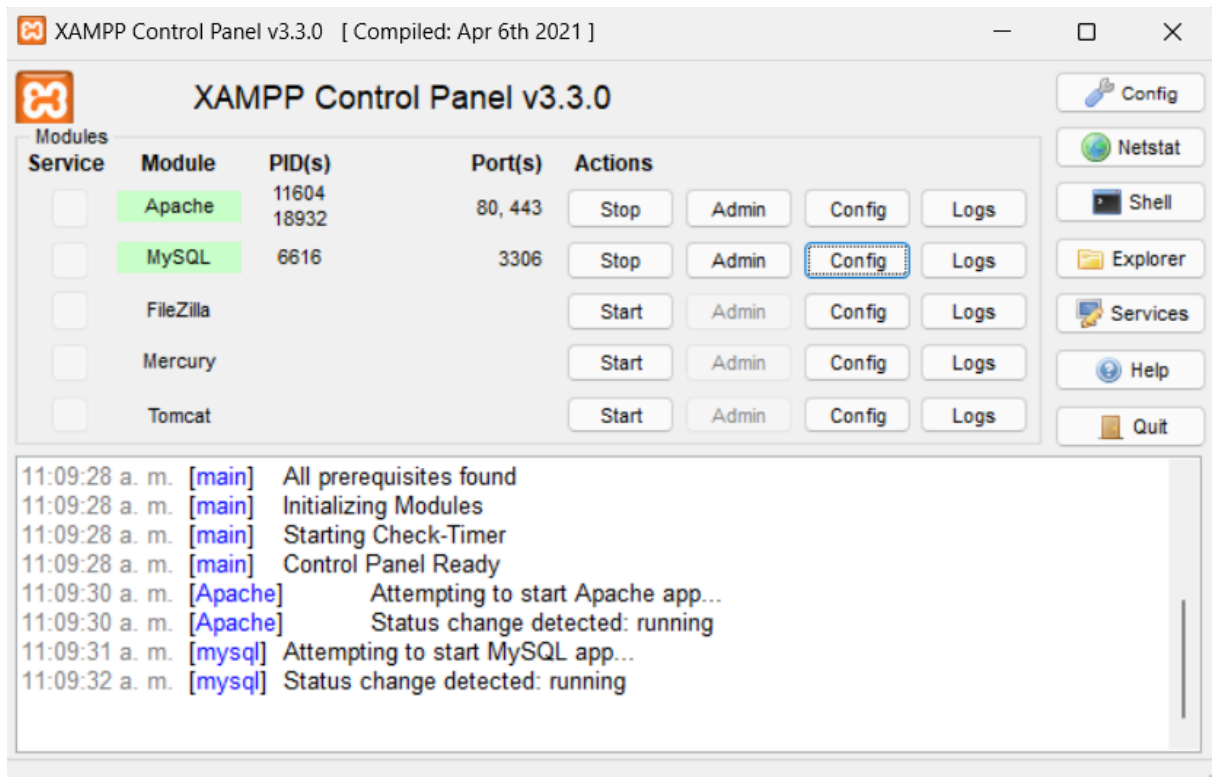 XAMPP Control Panel v3.3.0 [ Compiled: Apr 6th 2021 ]
XAMPP Control Panel v3.3.0
Config
Modules
Service Module PID(s) Port(s) Actions
Netstat
Apache 11604 18932 80, 443 Stop Admin Config Logs
Shell
MySQL 6616 3306 Stop Admin Config Logs
Explorer
FileZilla Start Admin Config Logs
Services
Mercury Start Admin Config Logs
Help
Tomcat Start Admin Config Logs
Quit
11:09:28 a. m. [main] All prerequisites found
11:09:28 a. m. [main] Initializing Modules
11:09:28 a. m. [main] Starting Check-Timer
11:09:28 a. m. [main] Control Panel Ready
11:09:30 a. m. [Apache] Attempting to start Apache app...
11:09:30 a. m. [Apache] Status change detected: running
11:09:31 a. m. [mysql] Attempting to start MySQL app...
11:09:32 a. m. [mysql] Status change detected: running